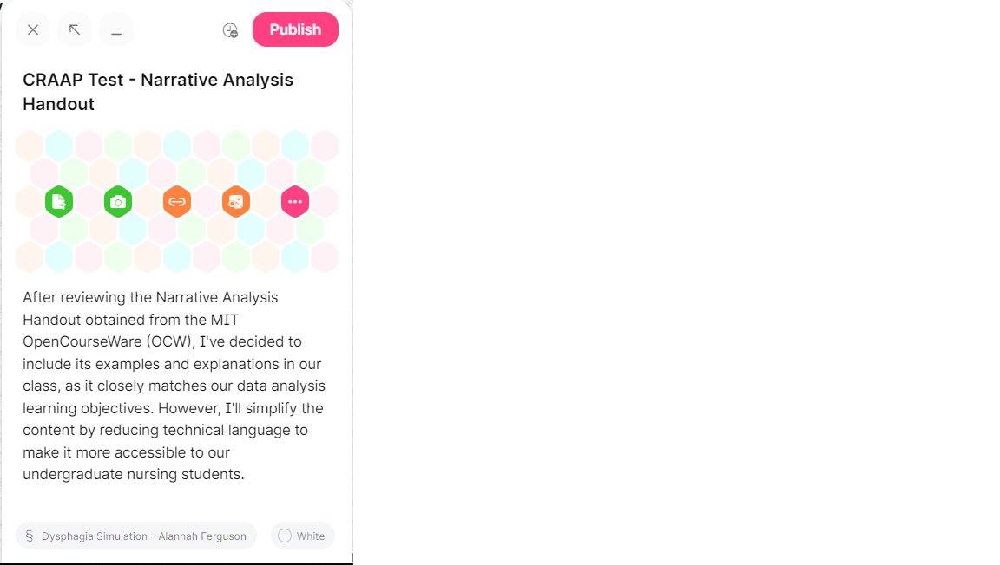 Publish
CRAAP Test - Narrative Analysis
Handout
After reviewing the Narrative Analysis
Handout obtained from the MIT
OpenCourseWare (OCW), I've decided to
include its examples and explanations in our
class, as it closely matches our data analysis
learning objectives. However, I'll simplify the
content by reducing technical language to
make it more accessible to our
undergraduate nursing students.
§ Dysphagia Simulation - Alannah Ferguson
White